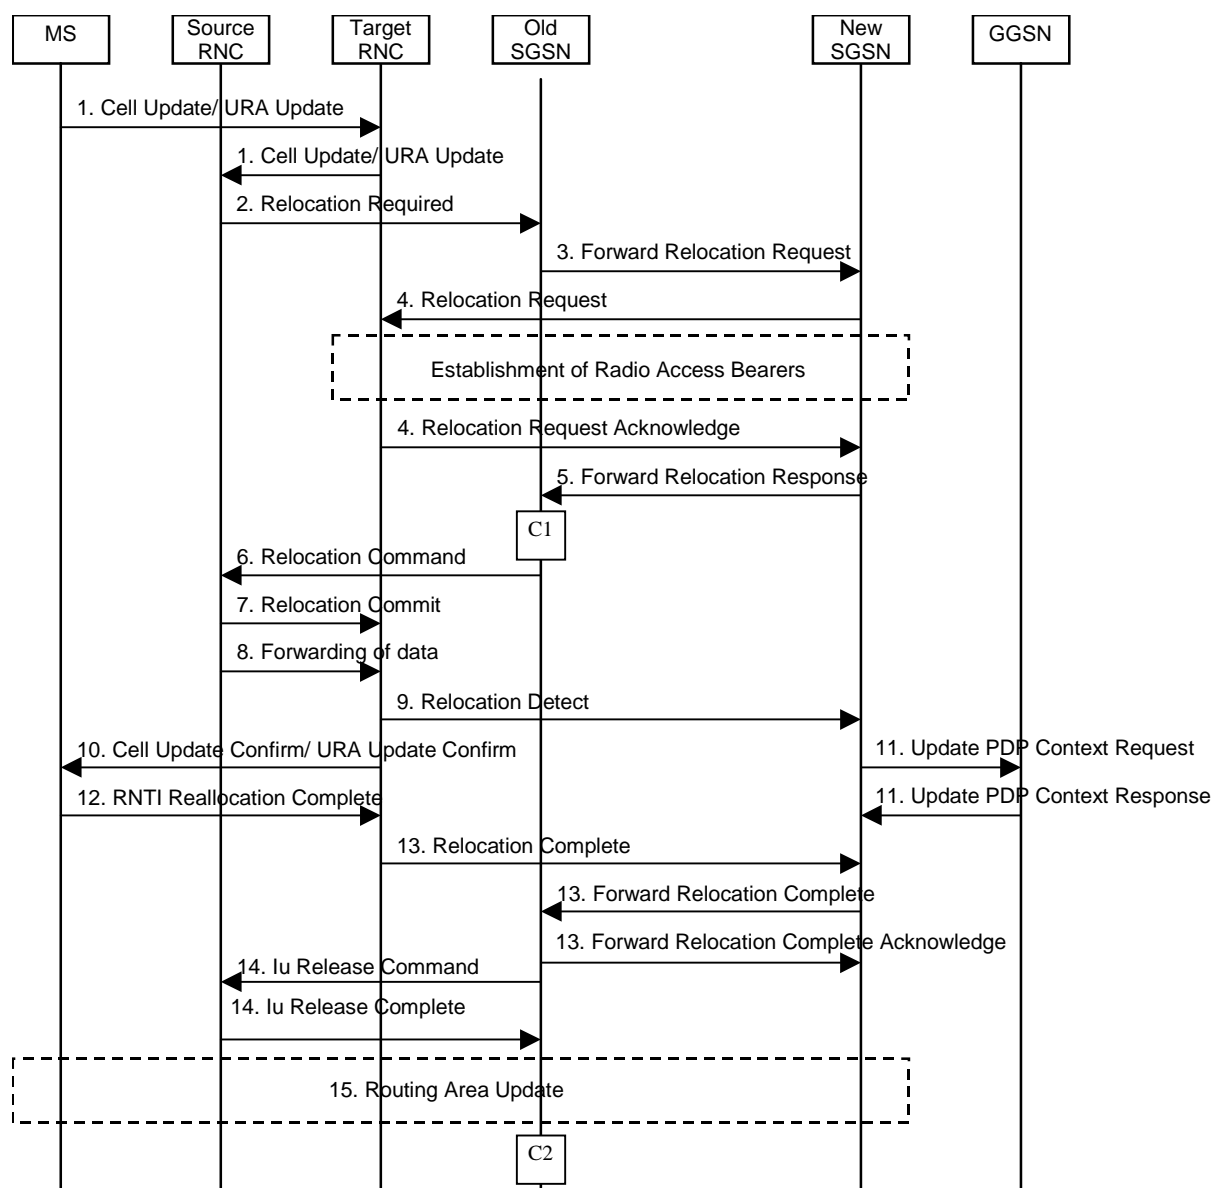 MS
Source
RNC
Target
RNC
Old
SGSN
New
SGSN
GGSN
1. Cell Update/ URA Update
1. Cell Update/ URA Update
2. Relocation Required
3. Forward Relocation Request
4. Relocation Request
Establishment of Radio Access Bearers
4. Relocation Request Acknowledge
5. Forward Relocation Response
C1
6. Relocation Command
7. Relocation Commit
8. Forwarding of data
9. Relocation Detect
10. Cell Update Confirm/ URA Update Confirm
11. Update PDP Context Request
12. RNTI Reallocation Complete
11. Update PDP Context Response
13. Relocation Complete
13. Forward Relocation Complete
13. Forward Relocation Complete Acknowledge
14. Iu Release Command
14. Iu Release Complete
15. Routing Area Update
C2